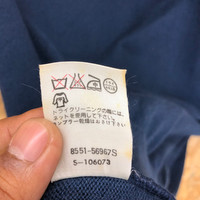 ドライクリーニングの際には、
ネットを使用して下さい。
タンブラー乾燥はお避け下さい。
8551-56967S
S-106073